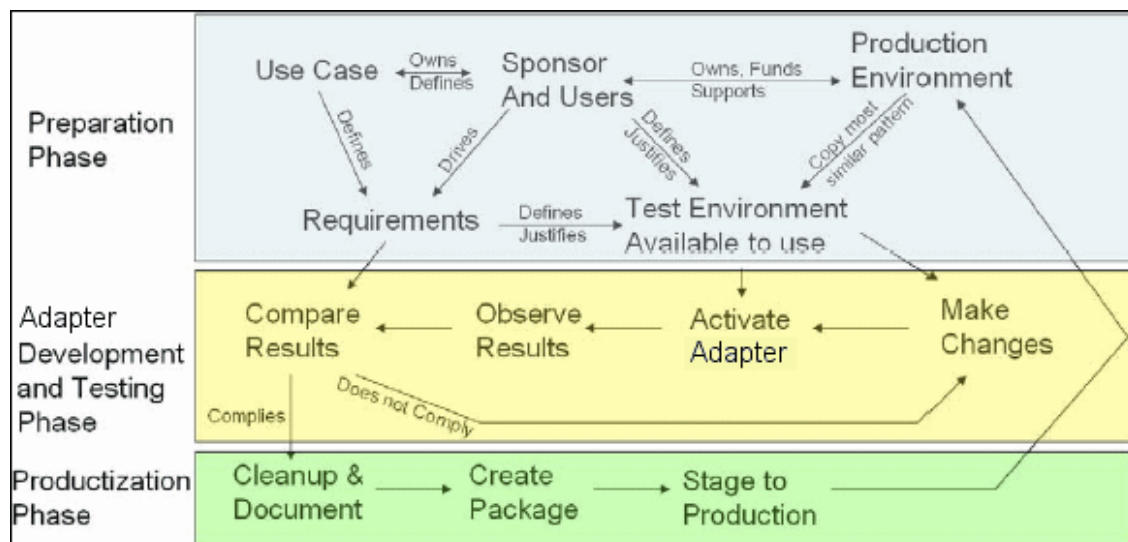 Preparation
Phase
Use Case
Owns
Defines
Sponsor
And Users
Owns, Funds
Supports
Production
Environment
Defines
Drives
Defines
Justifies
Copy most
similar pattern
Requirements
Defines
Justifies
Test Environment
Available to use
Adapter
Development
and Testing
Phase
Compare
Results
Observe
Results
Activate
Adapter
Make
Changes
Complies
Does not Comply
Productization
Phase
Cleanup &
Document
Create
Package
Stage to
Production